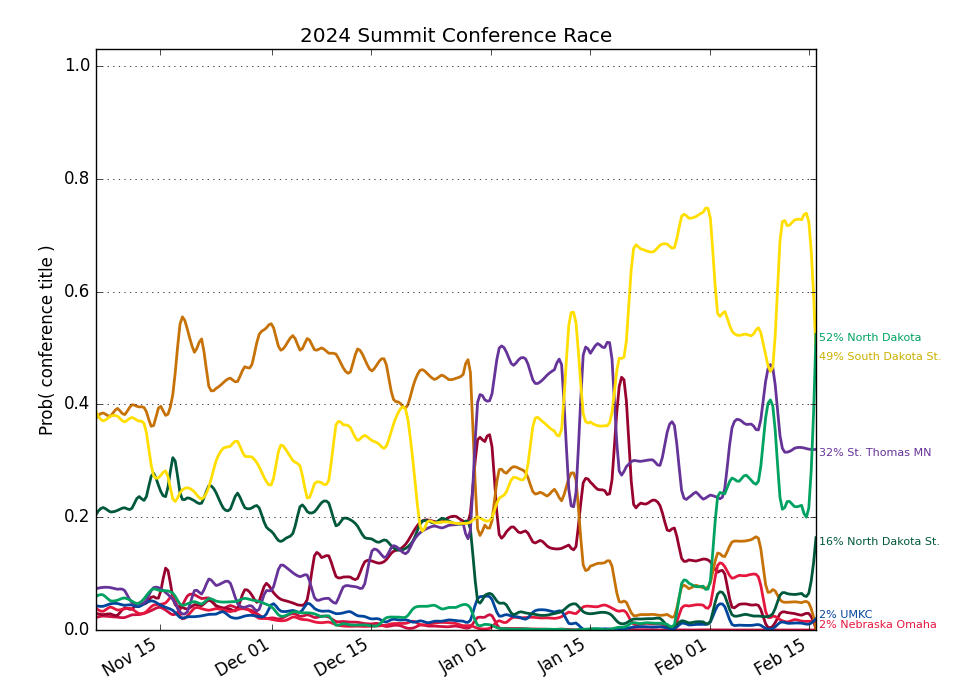 2024 Summit Conference Race
Prob( conference title )
1.0
0.8
0.6
0.4
0.2
0.0
Nov 15
Dec 01
Dec 15
Jan 01
Jan 15
Feb 01
Feb 15
52% North Dakota
49% South Dakota St.
32% St. Thomas MN
16% North Dakota St.
2% UMKC
2% Nebraska Omaha